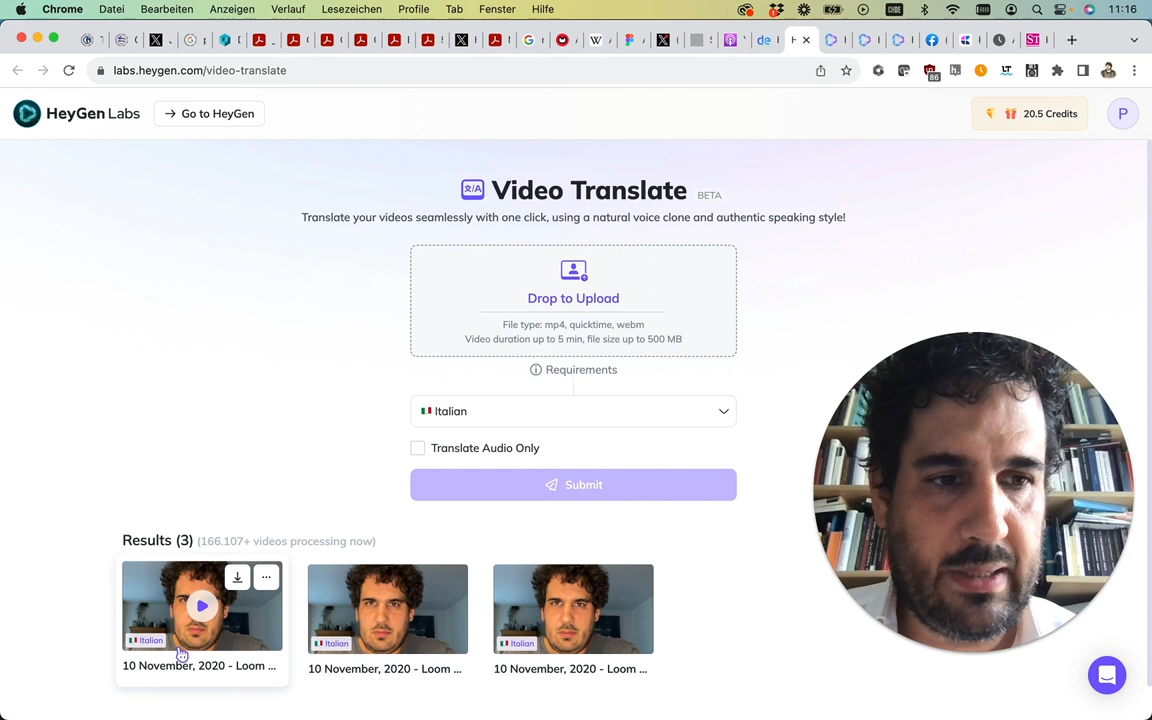 Chrome Datei Bearbeiten Anzeigen Verlauf Lesezeichen Profile Tab Fenster Hilfe 11:16
labs.heygen.com/video-translate
86
HeyGen Labs
Go to HeyGen
20.5 Credits
P
Video Translate BETA
Translate your videos seamlessly with one click, using a natural voice clone and authentic speaking style!
Drop to Upload
File type: mp4, quicktime, webm
Video duration up to 5 min, file size up to 500 MB
Requirements
Italian
Translate Audio Only
Submit
Results (3) (166.107+ videos processing now)
Italian
Italian
Italian
10 November, 2020 - Loom ...
10 November, 2020 - Loom ...
10 November, 2020 - Loom ...